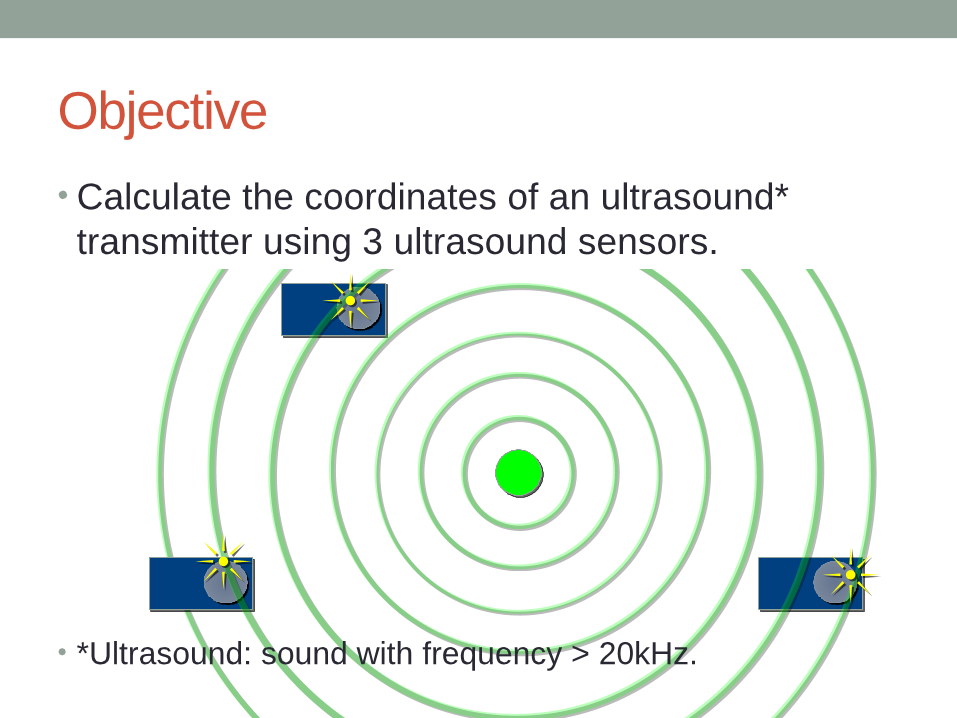 Objective
• Calculate the coordinates of an ultrasound*
transmitter using 3 ultrasound sensors.
• *Ultrasound: sound with frequency > 20kHz.